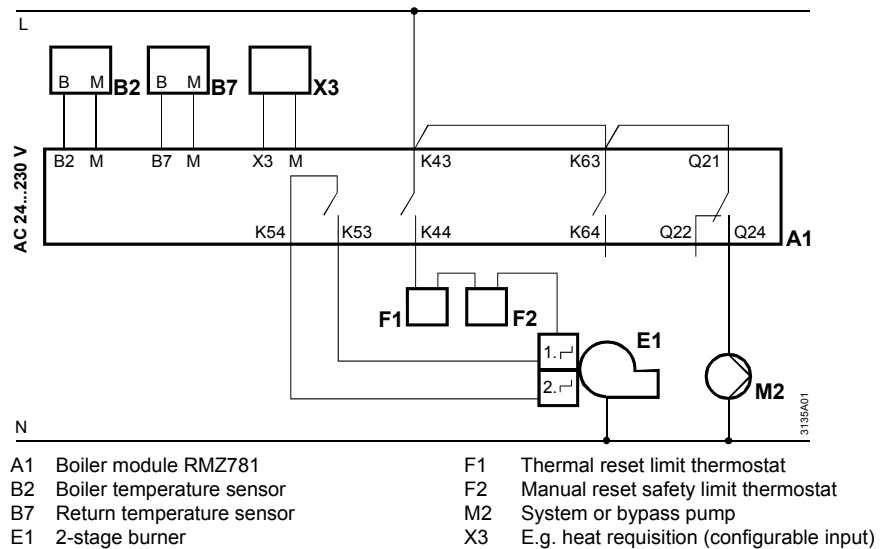 L
B M B2 B M B7 X3
AC 24...230 V
B2 M B7 M X3 M K43 K63 Q21
K54 K53 K44 K64 Q22 Q24 A1
F1 F2
1. E1
2. M2
3135A01
N
A1 Boiler module RMZ781
B2 Boiler temperature sensor
B7 Return temperature sensor
E1 2-stage burner
F1 Thermal reset limit thermostat
F2 Manual reset safety limit thermostat
M2 System or bypass pump
X3 E.g. heat requisition (configurable input)